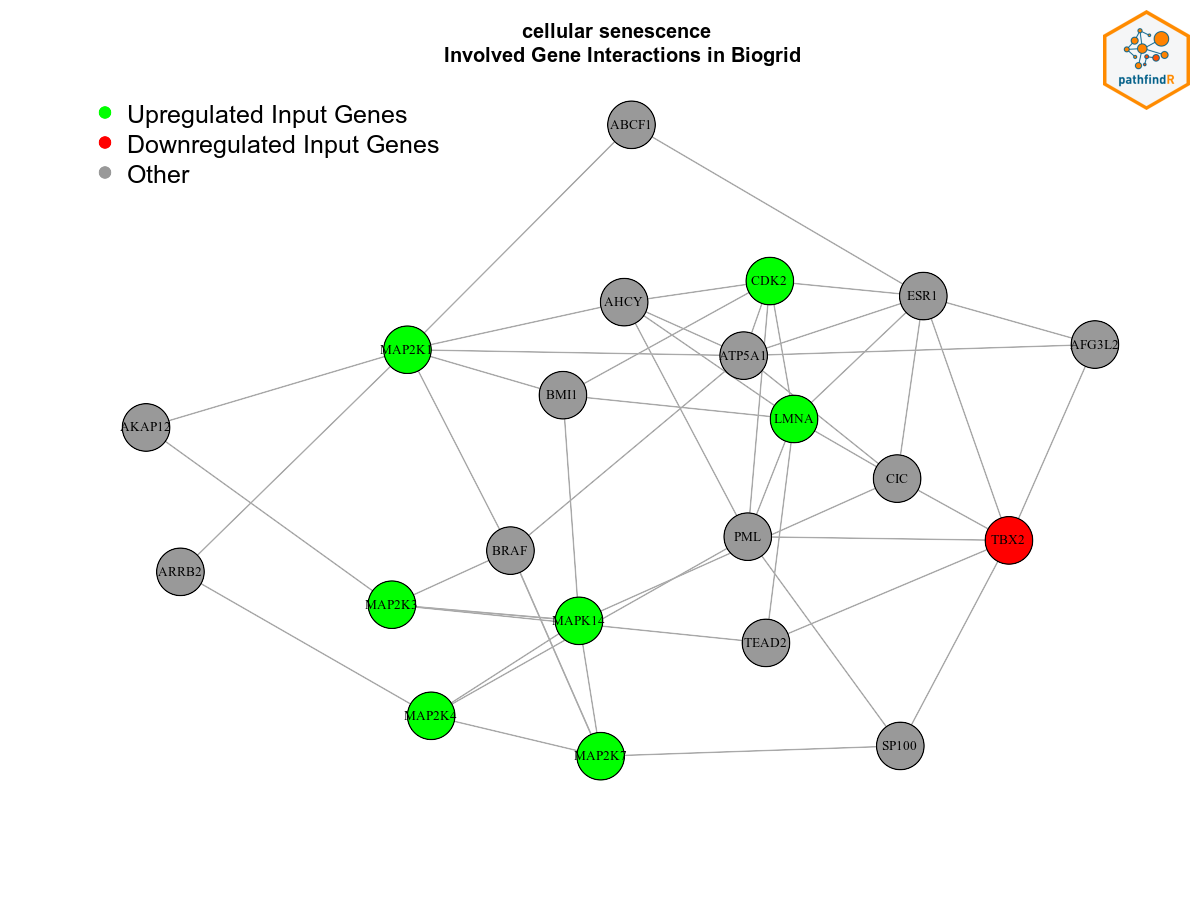 cellular senescence
Involved Gene Interactions in Biogrid
pathfindR
Upregulated Input Genes
Downregulated Input Genes
Other
ABCF1
CDK2
ESR1
AHCY
AFG3L2
MAP2K1
ATP5A1
BMI1
LMNA
AKAP12
CIC
PML
TBX2
BRAF
ARRB2
MAP2K3
MAPK14
TEAD2
MAP2K4
SP100
MAP2K7